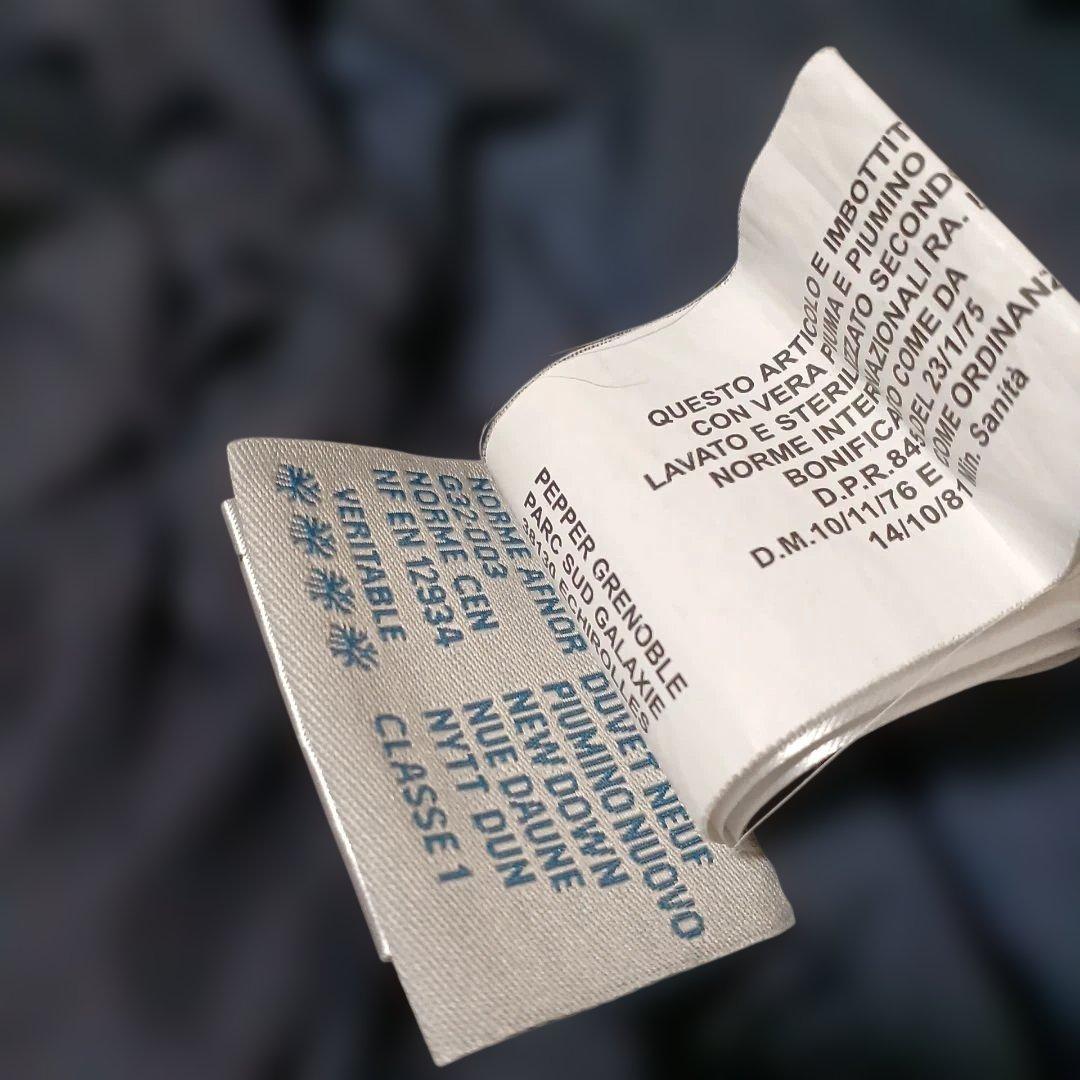 QUESTO ARTICOLO E IMBOTTIT
CON VERA PIUMA E PIUMINO
LAVATO E STERILIZZATO SECOND
NORME INTERNAZIONALI RA.
BONIFICATO COME DA
D.P.R. 845 DEL 23/1/75
D.M.10/11/76 E COME ORDINANZ
14/10/81 Min. Sanità
PEPPER GRENOBLE
PARC SUD GALAXIE
38130 ECHIROLLES
NORME AFNOR
G32-003
NORME CEN
NF EN 12934
VERITABLE
DUVET NEUF
PIUMINO NUOVO
NEW DOWN
NUE DAUNE
NYTT DUN
CLASSE 1